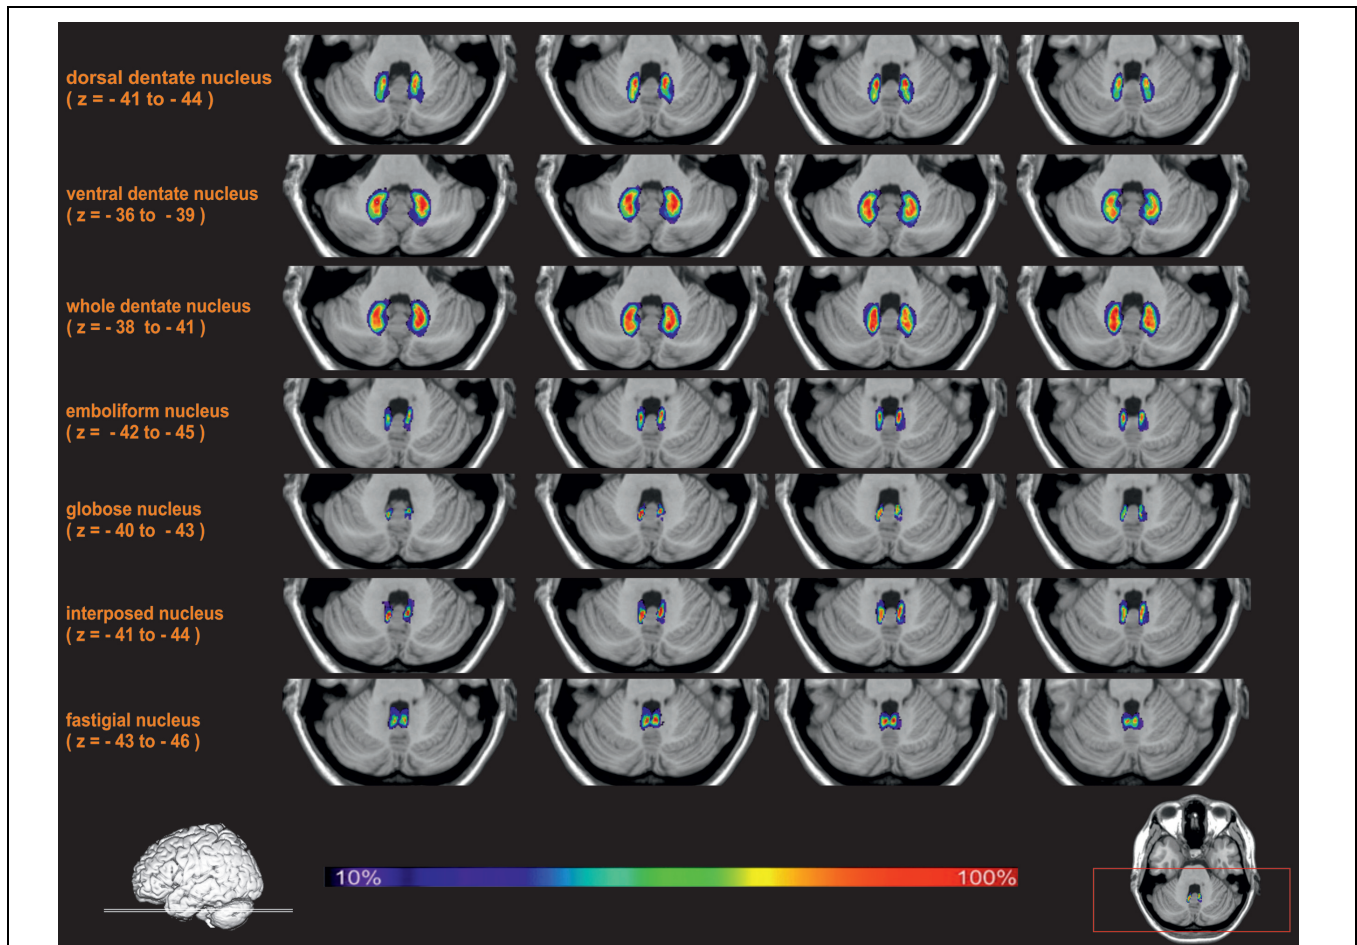 dorsal dentate nucleus
( z = - 41 to - 44 )
ventral dentate nucleus
( z = - 36 to - 39 )
whole dentate nucleus
( z = - 38 to - 41 )
emboliform nucleus
( z = - 42 to - 45 )
globose nucleus
( z = - 40 to - 43 )
interposed nucleus
( z = - 41 to - 44 )
fastigial nucleus
( z = - 43 to - 46 )
10% 100%